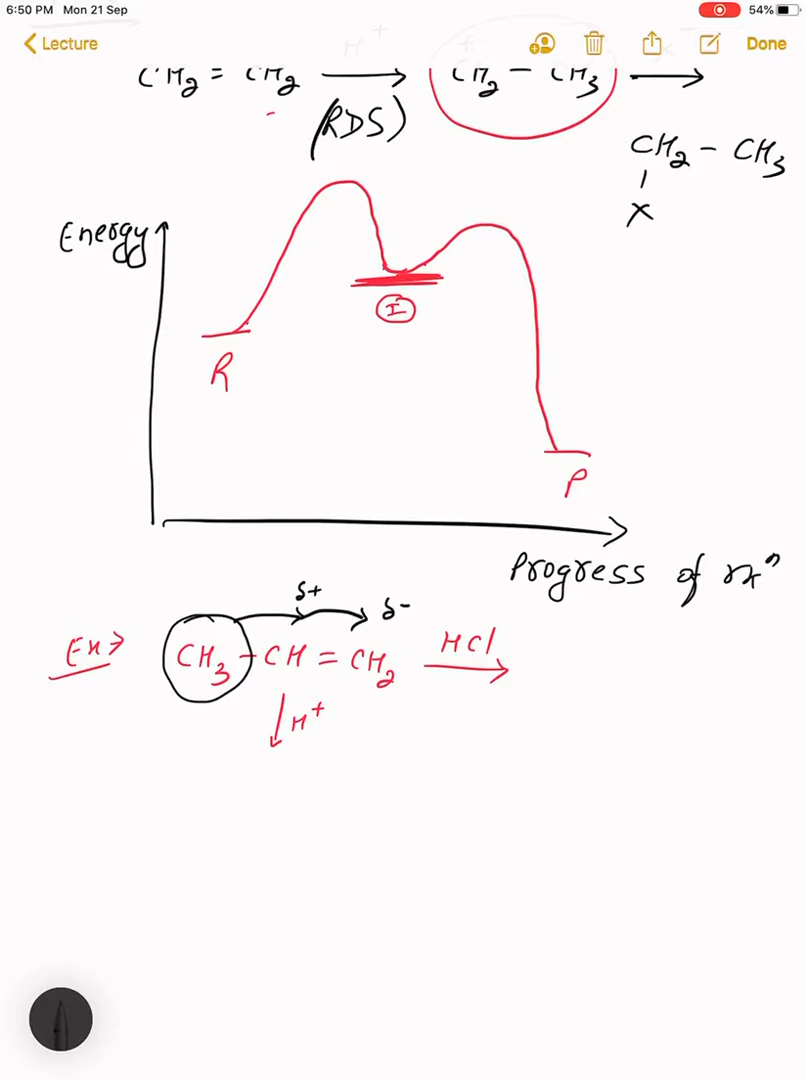 6:50 PM Mon 21 Sep
54%
Lecture
Done
H+
CH2 = CH2 ⟶ CH2 - CH3 ⟶
(RDS)
CH2 - CH3
|
X
Energy
I
R
P
Progress of rxn
δ+ δ-
Ex→ CH3 - CH = CH2 HCl ⟶
↓H+